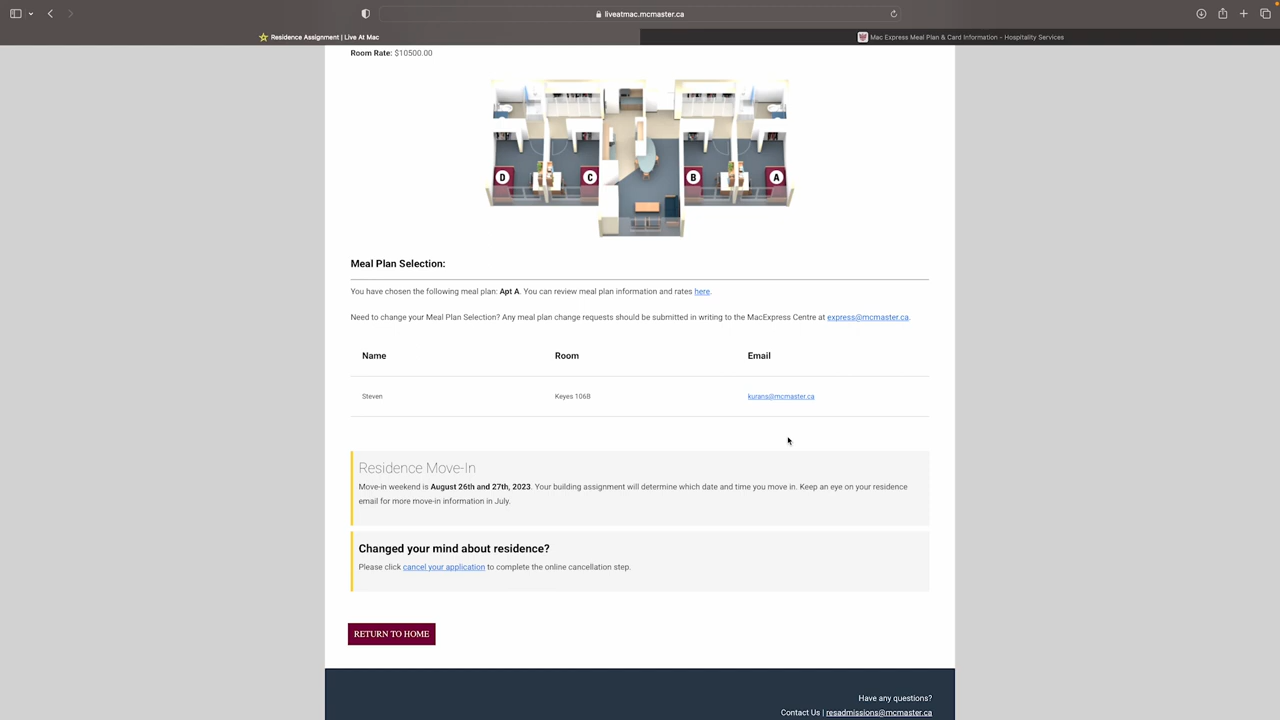 liveatmac.mcmaster.ca
Residence Assignment | Live At Mac
Mac Express Meal Plan & Card Information - Hospitality Services
Room Rate: $10500.00
D C B A
Meal Plan Selection:
You have chosen the following meal plan: Apt A. You can review meal plan information and rates here.
Need to change your Meal Plan Selection? Any meal plan change requests should be submitted in writing to the MacExpress Centre at express@mcmaster.ca.
Name Room Email
Steven Keyes 106B kurans@mcmaster.ca
Residence Move-In
Move-in weekend is August 26th and 27th, 2023. Your building assignment will determine which date and time you move in. Keep an eye on your residence
email for more move-in information in July.
Changed your mind about residence?
Please click cancel your application to complete the online cancellation step.
RETURN TO HOME
Have any questions?
Contact Us | resadmissions@mcmaster.ca